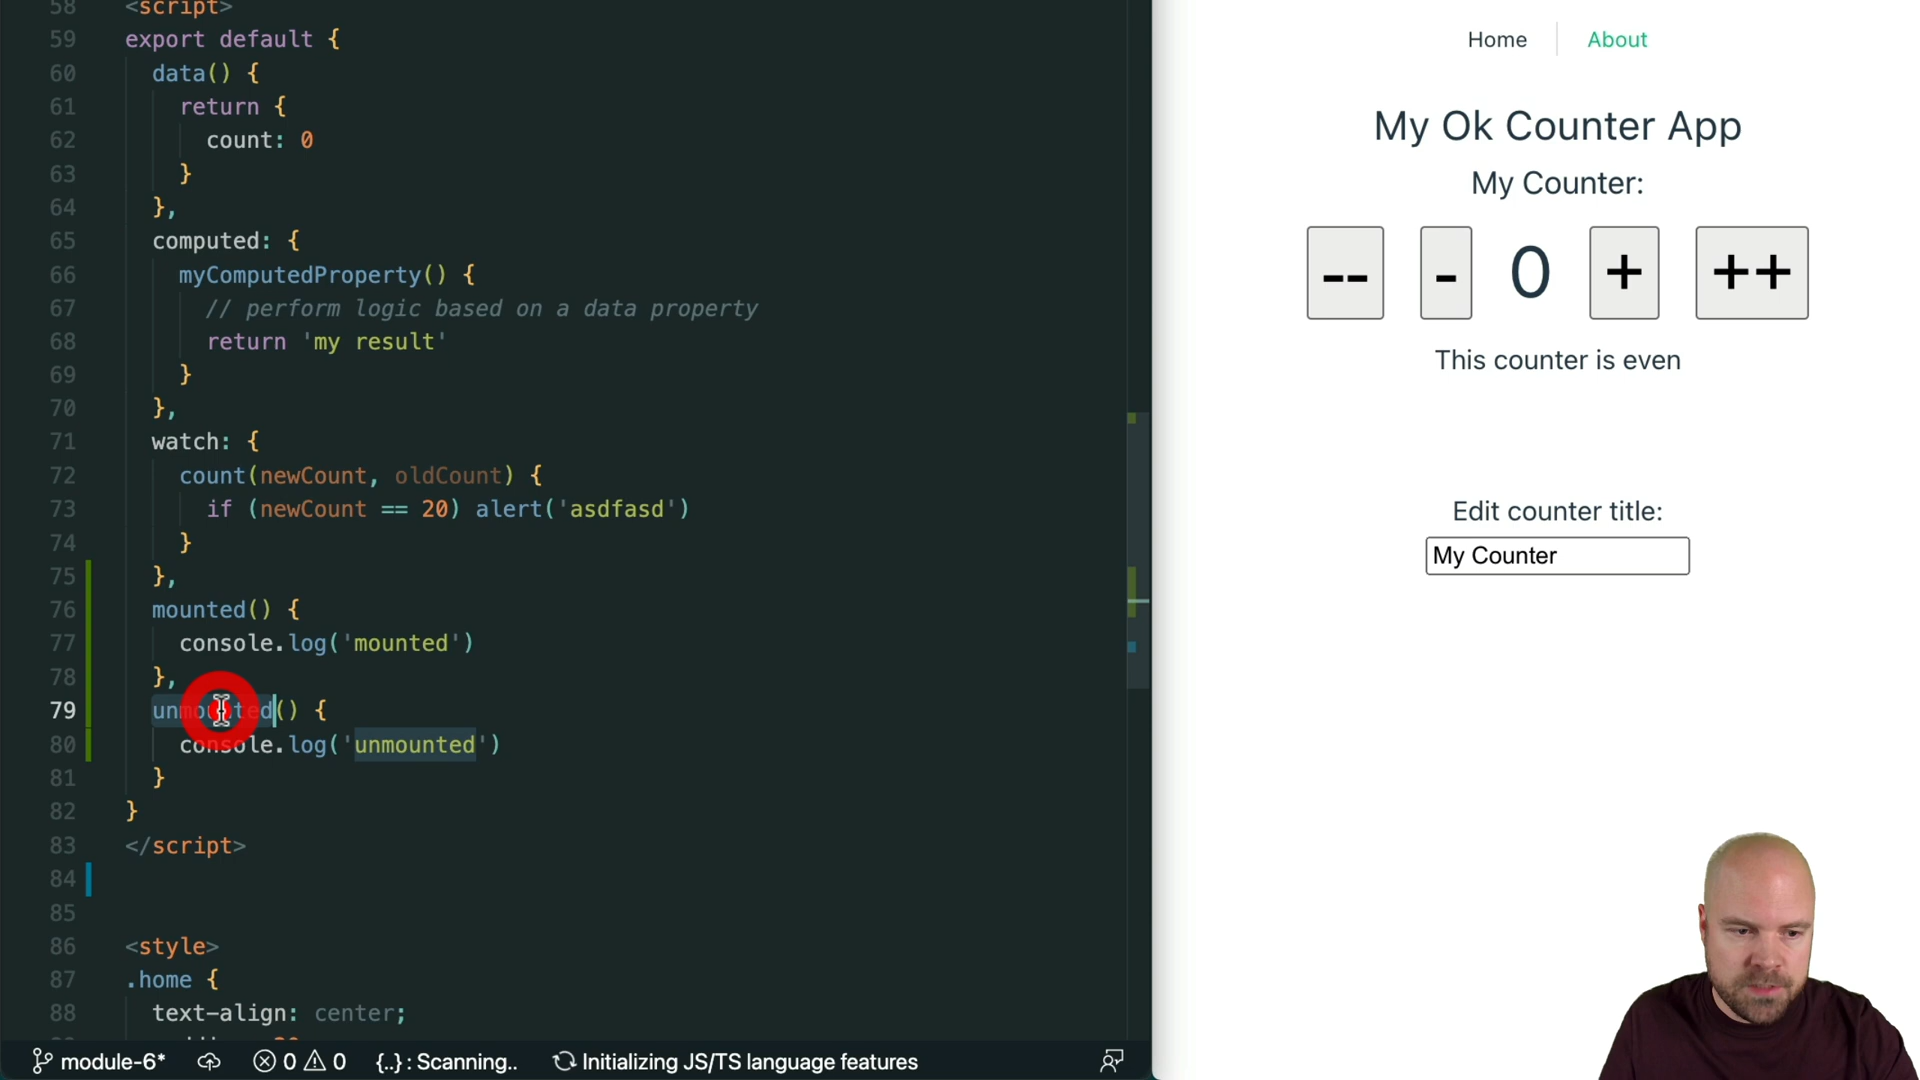 58 <script>
59 export default {
60 data() {
61 return {
62 count: 0
63 }
64 },
65 computed: {
66 myComputedProperty() {
67 // perform logic based on a data property
68 return 'my result'
69 }
70 },
71 watch: {
72 count(newCount, oldCount) {
73 if (newCount == 20) alert('asdfasd')
74 }
75 },
76 mounted() {
77 console.log('mounted')
78 },
79 unmounted() {
80 console.log('unmounted')
81 }
82 }
83 </script>
84
85
86 <style>
87 .home {
88 text-align: center;
module-6* 0 0 {..} : Scanning.. Initializing JS/TS language features
Home About
My Ok Counter App
My Counter:
-- - 0 + ++
This counter is even
Edit counter title:
My Counter